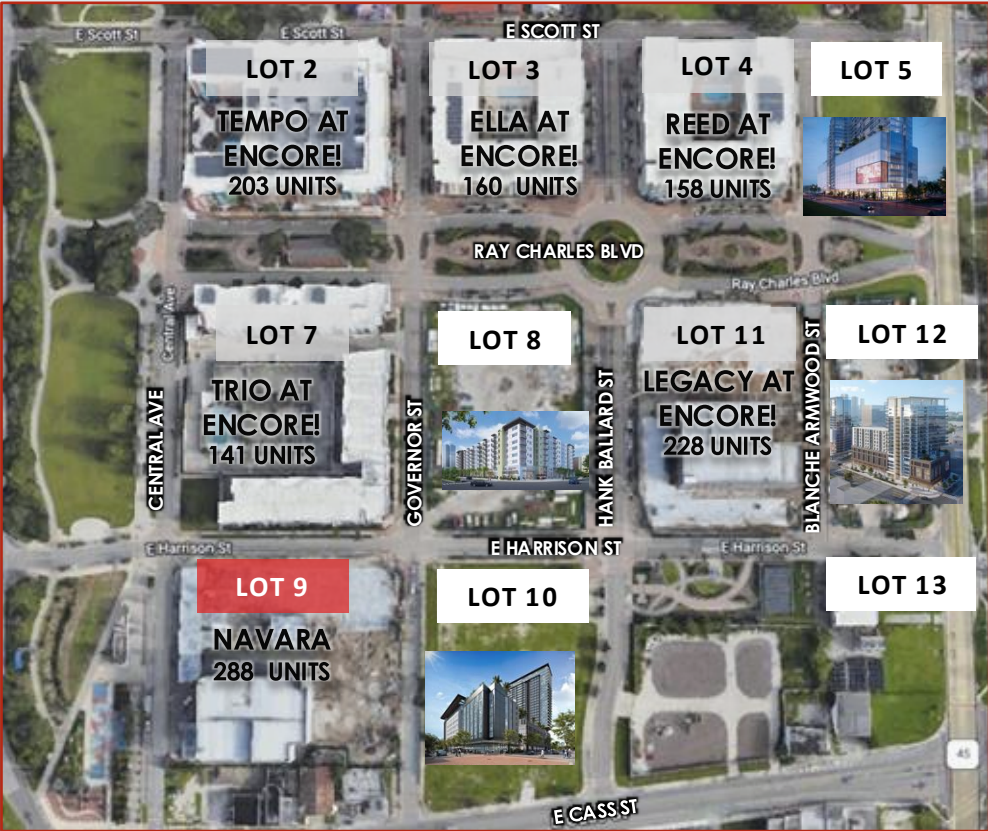 E Scott St
E Scott St
E SCOTT ST
LOT 2
TEMPO AT
ENCORE!
203 UNITS
LOT 3
ELLA AT
ENCORE!
160 UNITS
LOT 4
REED AT
ENCORE!
158 UNITS
LOT 5
RAY CHARLES BLVD
Ray Charles Blvd
Central Ave
CENTRAL AVE
LOT 7
TRIO AT
ENCORE!
141 UNITS
GOVERNOR ST
LOT 8
HANK BALLARD ST
LOT 11
LEGACY AT
ENCORE!
228 UNITS
BLANCHE ARMWOOD ST
LOT 12
E Harrison St
E HARRISON ST
E Harrison St
LOT 9
NAVARA
288 UNITS
LOT 10
LOT 13
45
E CASS ST